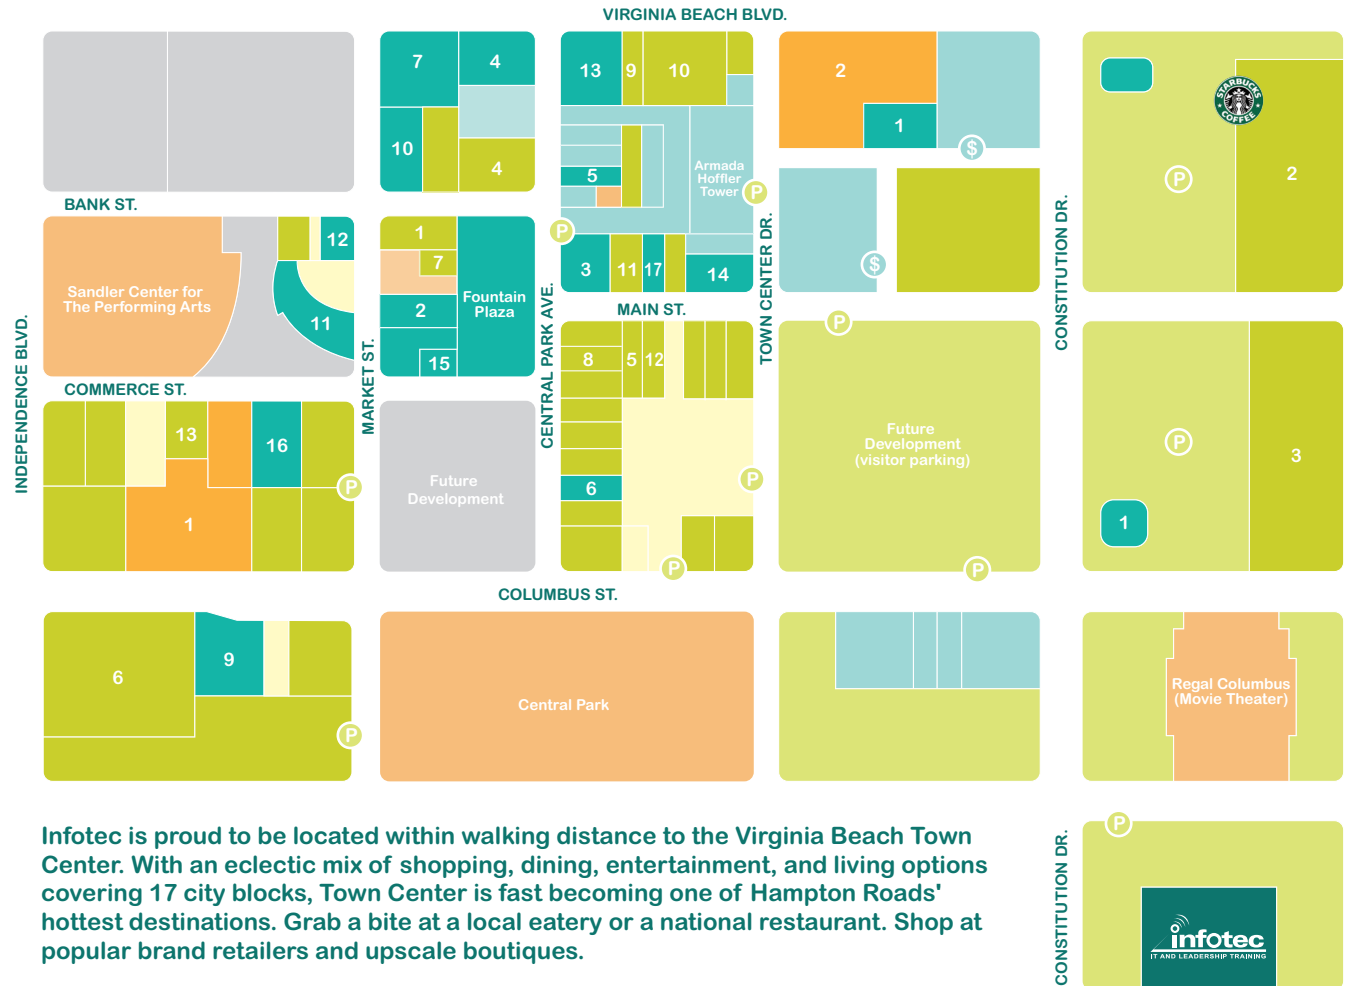 VIRGINIA BEACH BLVD.
7
4
10
4
13
9
10
5
Armada
Hoffler
Tower
P
P
3
11
17
14
2
1
$
$
STARBUCKS
COFFEE
P
2
BANK ST.
Sandler Center for
The Performing Arts
12
11
1
7
2
15
Fountain
Plaza
MAIN ST.
INDEPENDENCE BLVD.
MARKET ST.
CENTRAL PARK AVE.
TOWN CENTER DR.
CONSTITUTION DR.
COMMERCE ST.
13
16
1
P
Future
Development
8
5
12
6
P
P
P
Future
Development
(visitor parking)
P
P
3
1
COLUMBUS ST.
6
9
P
Central Park
Regal Columbus
(Movie Theater)
P
CONSTITUTION DR.
infotec
IT AND LEADERSHIP TRAINING
Infotec is proud to be located within walking distance to the Virginia Beach Town
Center. With an eclectic mix of shopping, dining, entertainment, and living options
covering 17 city blocks, Town Center is fast becoming one of Hampton Roads'
hottest destinations. Grab a bite at a local eatery or a national restaurant. Shop at
popular brand retailers and upscale boutiques.